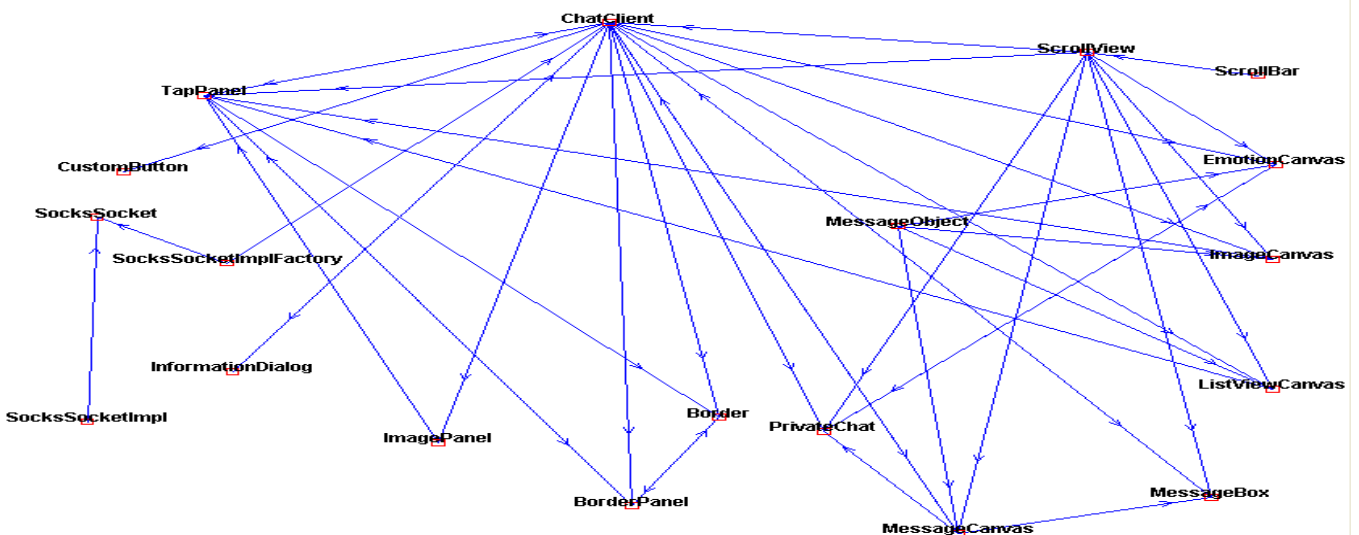 ChatClient
ScrollView
ScrollBar
TapPanel
EmotionCanvas
CustomButton
SocksSocket
MessageObject
SocksSocketImplFactory
ImageCanvas
InformationDialog
ListViewCanvas
SocksSocketImpl
Border
PrivateChat
ImagePanel
BorderPanel
MessageBox
MessageCanvas